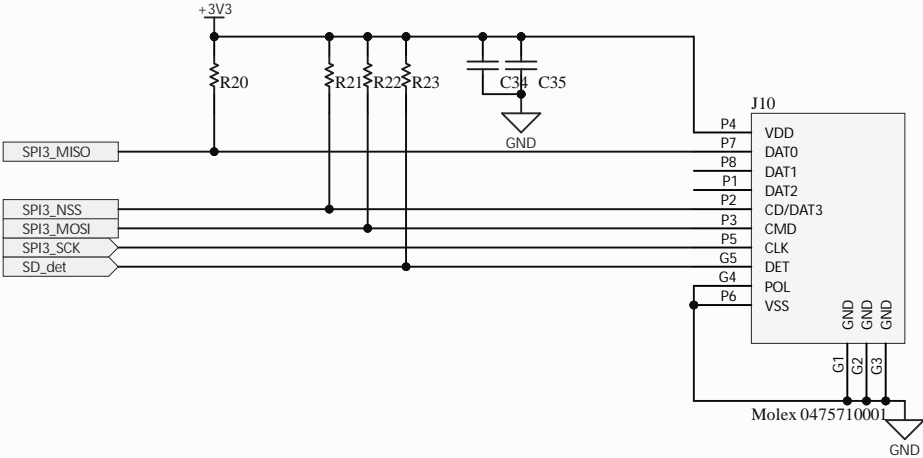 +3V3
R20
R21
R22
R23
C34
C35
GND
J10
SPI3_MISO
SPI3_NSS
SPI3_MOSI
SPI3_SCK
SD_det
P4 VDD
P7 DAT0
P8 DAT1
P1 DAT2
P2 CD/DAT3
P3 CMD
P5 CLK
G5 DET
G4 POL
P6 VSS
GND
GND
GND
G1
G2
G3
Molex 0475710001
GND